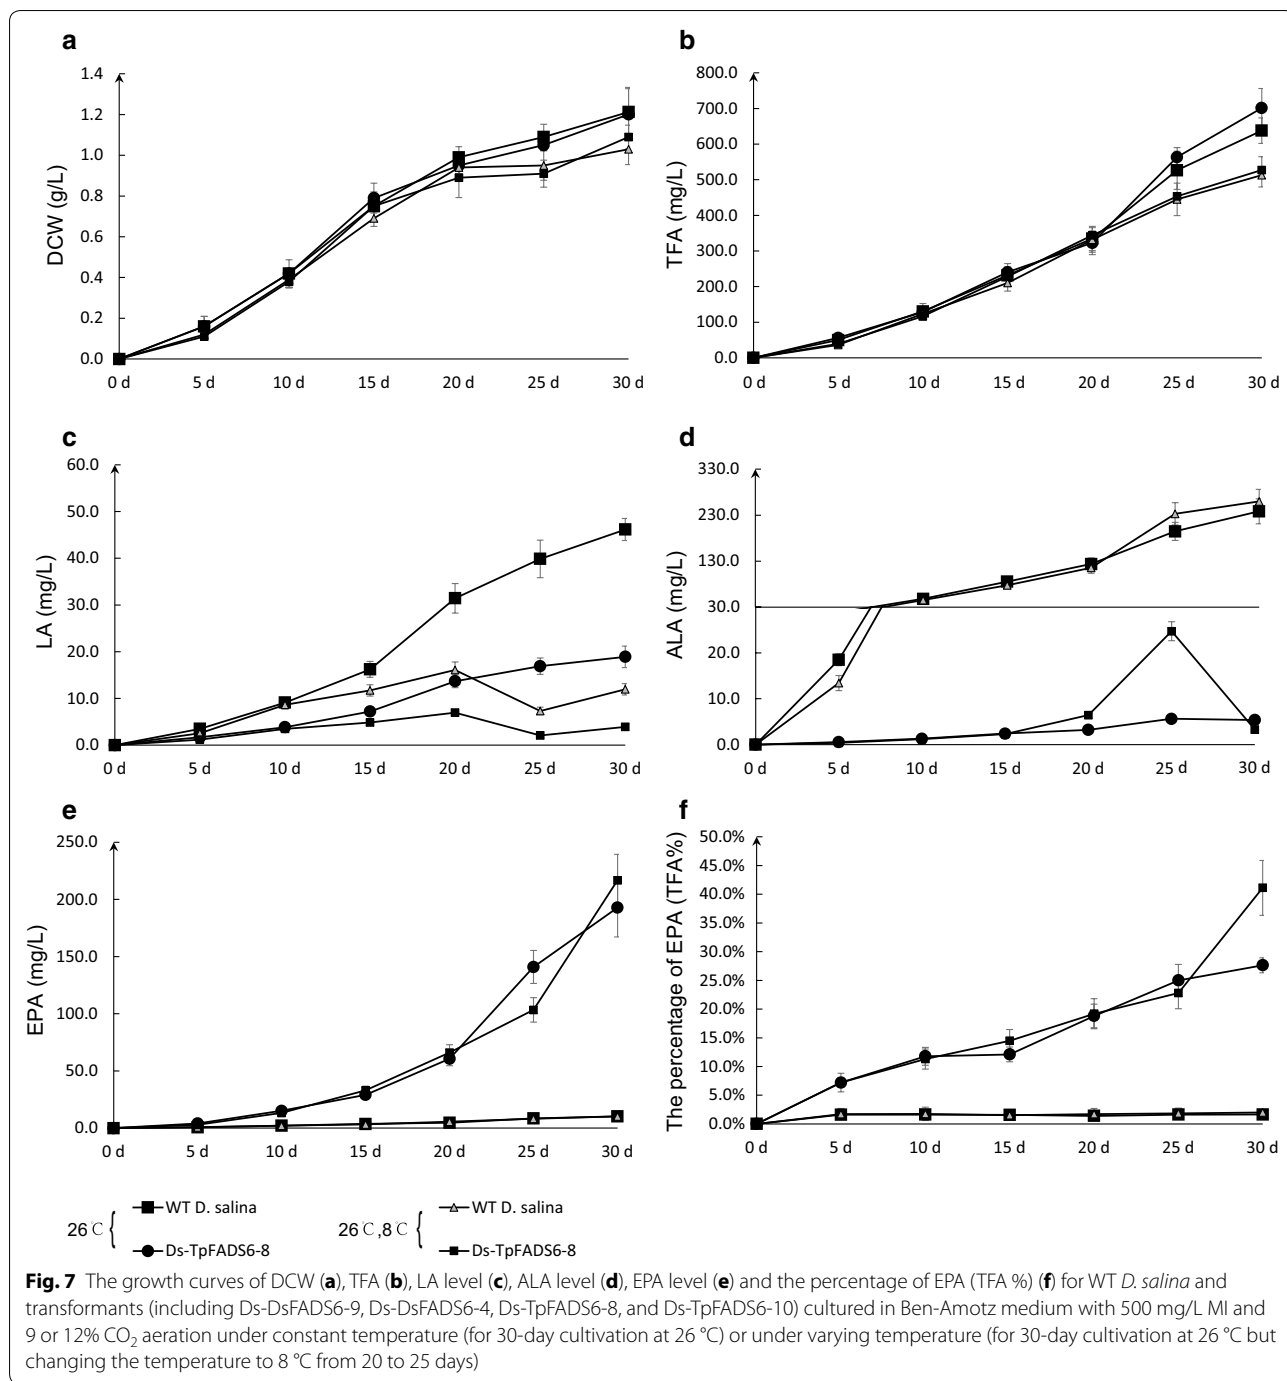 a
1.4
1.2
1.0
0.8
0.6
0.4
0.2
0.0
DCW (g/L)
0 d 5 d 10 d 15 d 20 d 25 d 30 d
b
800.0
700.0
600.0
500.0
400.0
300.0
200.0
100.0
0.0
TFA (mg/L)
0 d 5 d 10 d 15 d 20 d 25 d 30 d
c
60.0
50.0
40.0
30.0
20.0
10.0
0.0
LA (mg/L)
0 d 5 d 10 d 15 d 20 d 25 d 30 d
d
330.0
230.0
130.0
30.0
20.0
10.0
0.0
ALA (mg/L)
0 d 5 d 10 d 15 d 20 d 25 d 30 d
e
250.0
200.0
150.0
100.0
50.0
0.0
EPA (mg/L)
0 d 5 d 10 d 15 d 20 d 25 d 30 d
f
50.0%
45.0%
40.0%
35.0%
30.0%
25.0%
20.0%
15.0%
10.0%
5.0%
0.0%
The percentage of EPA (TFA%)
0 d 5 d 10 d 15 d 20 d 25 d 30 d
26℃ { WT D. salina
Ds-TpFADS6-8
26℃,8℃ { WT D. salina
Ds-TpFADS6-8
Fig. 7 The growth curves of DCW (a), TFA (b), LA level (c), ALA level (d), EPA level (e) and the percentage of EPA (TFA %) (f) for WT D. salina and
transformants (including Ds-DsFADS6-9, Ds-DsFADS6-4, Ds-TpFADS6-8, and Ds-TpFADS6-10) cultured in Ben-Amotz medium with 500 mg/L MI and
9 or 12% CO₂ aeration under constant temperature (for 30-day cultivation at 26 °C) or under varying temperature (for 30-day cultivation at 26 °C but
changing the temperature to 8 °C from 20 to 25 days)